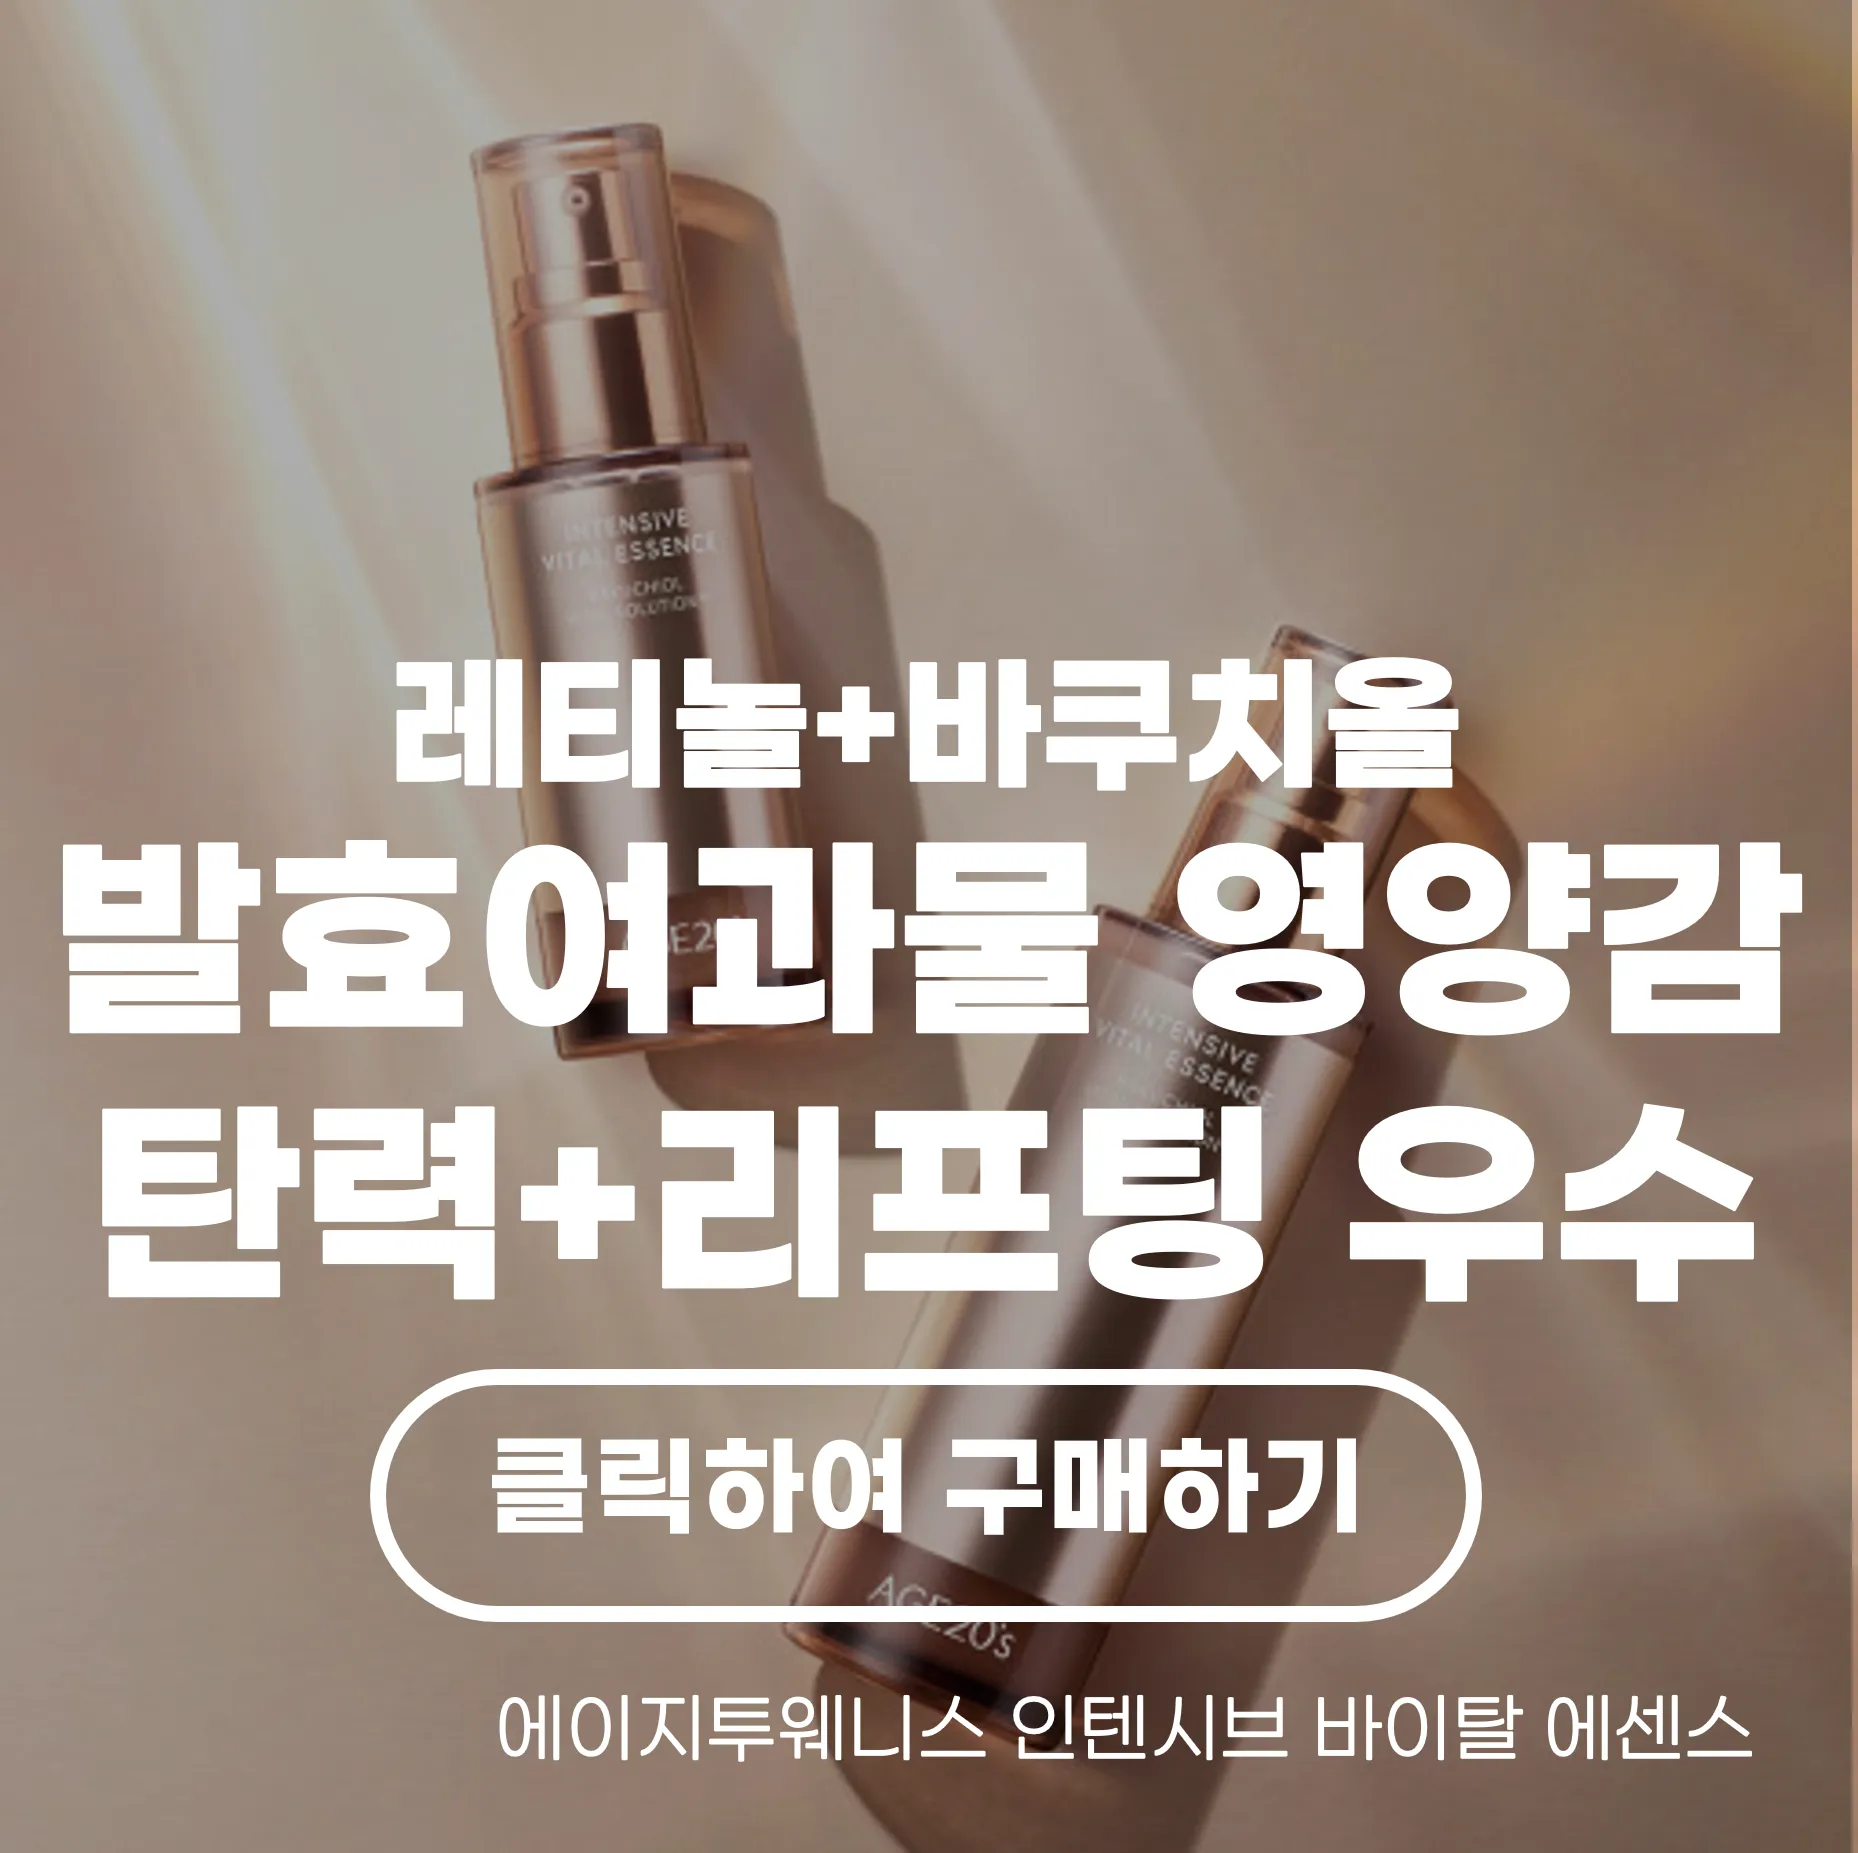 INTENSIVE
VITAL ESSENCE
레티놀+바쿠치올
발효여과물 영양감
INTENSIVE
VITAL ESSENCE
탄력+리프팅 우수
클릭하여 구매하기
AGE20's
에이지투웨니스 인텐시브 바이탈 에센스